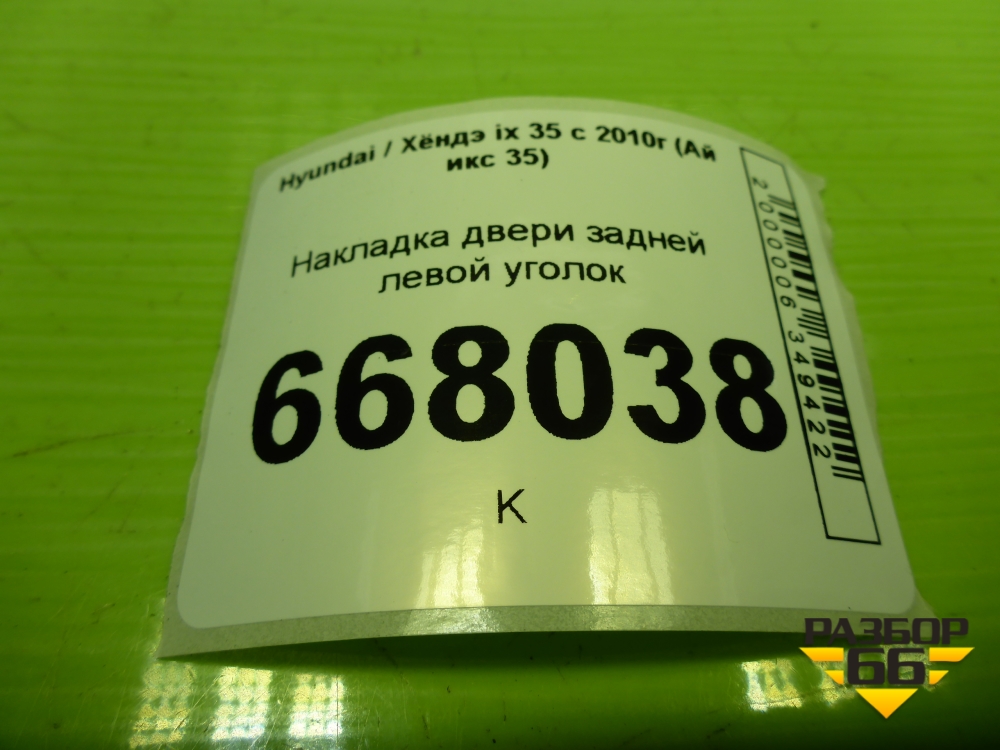 Hyundai / Хёндэ ix 35 с 2010г (Ай
икс 35)
Накладка двери задней
левой уголок
668038
К
2000006349422
РАЗБОР
66